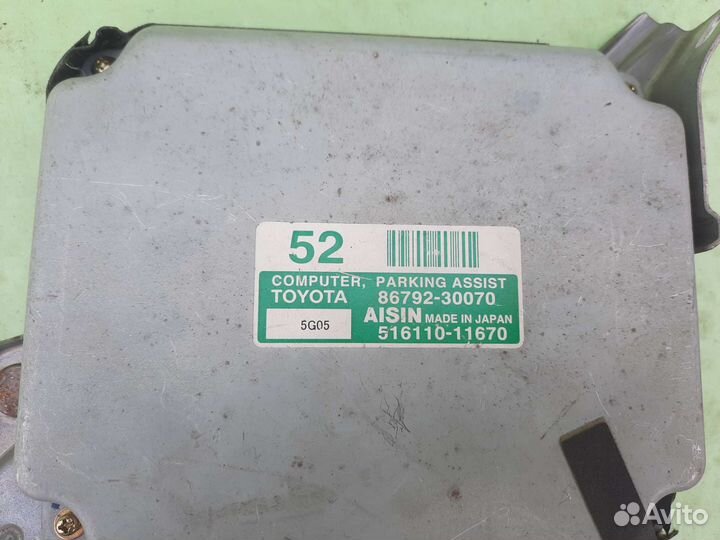 52
COMPUTER, PARKING ASSIST
TOYOTA 86792-30070
5G05
AISIN MADE IN JAPAN
516110-11670
Avito